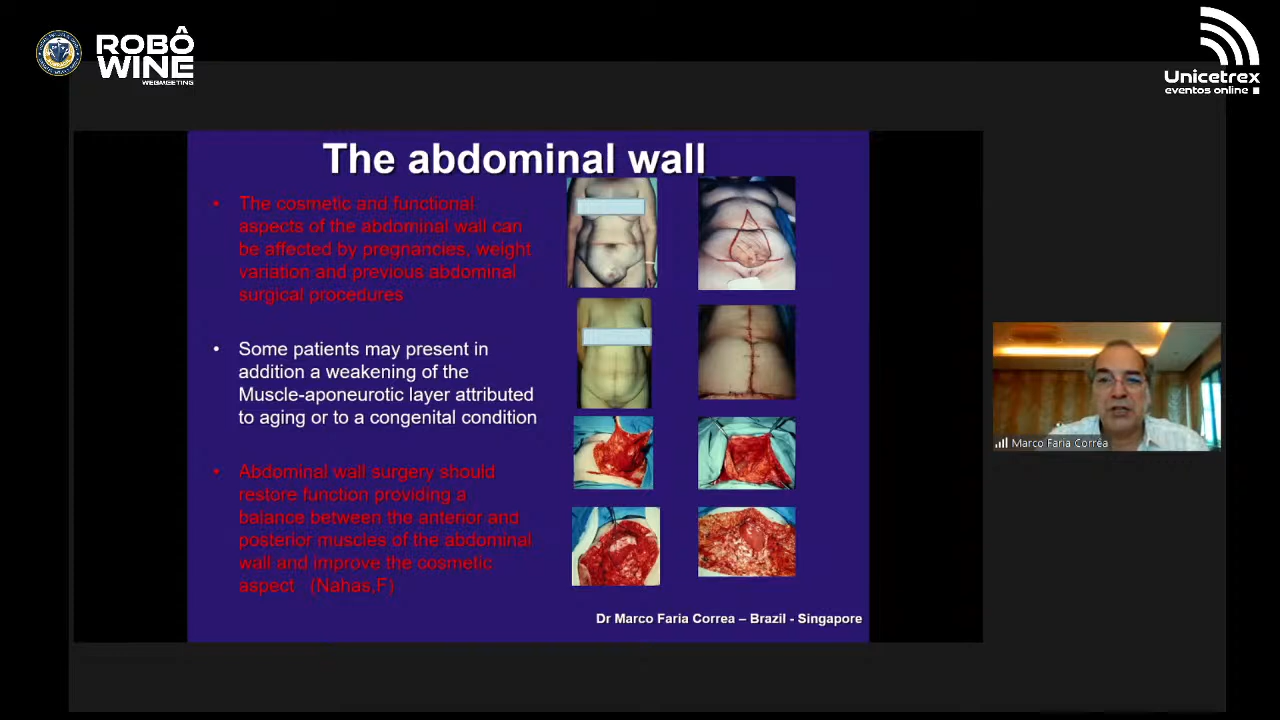 ROBÔ
WINE
WEBMEETING
Unicetrex
eventos online
The abdominal wall
• The cosmetic and functional
aspects of the abdominal wall can
be affected by pregnancies, weight
variation and previous abdominal
surgical procedures
• Some patients may present in
addition a weakening of the
Muscle-aponeurotic layer attributed
to aging or to a congenital condition
• Abdominal wall surgery should
restore function providing a
balance between the anterior and
posterior muscles of the abdominal
wall and improve the cosmetic
aspect (Nahas,F)
Dr Marco Faria Correa – Brazil - Singapore
Marco Faria Corrêa